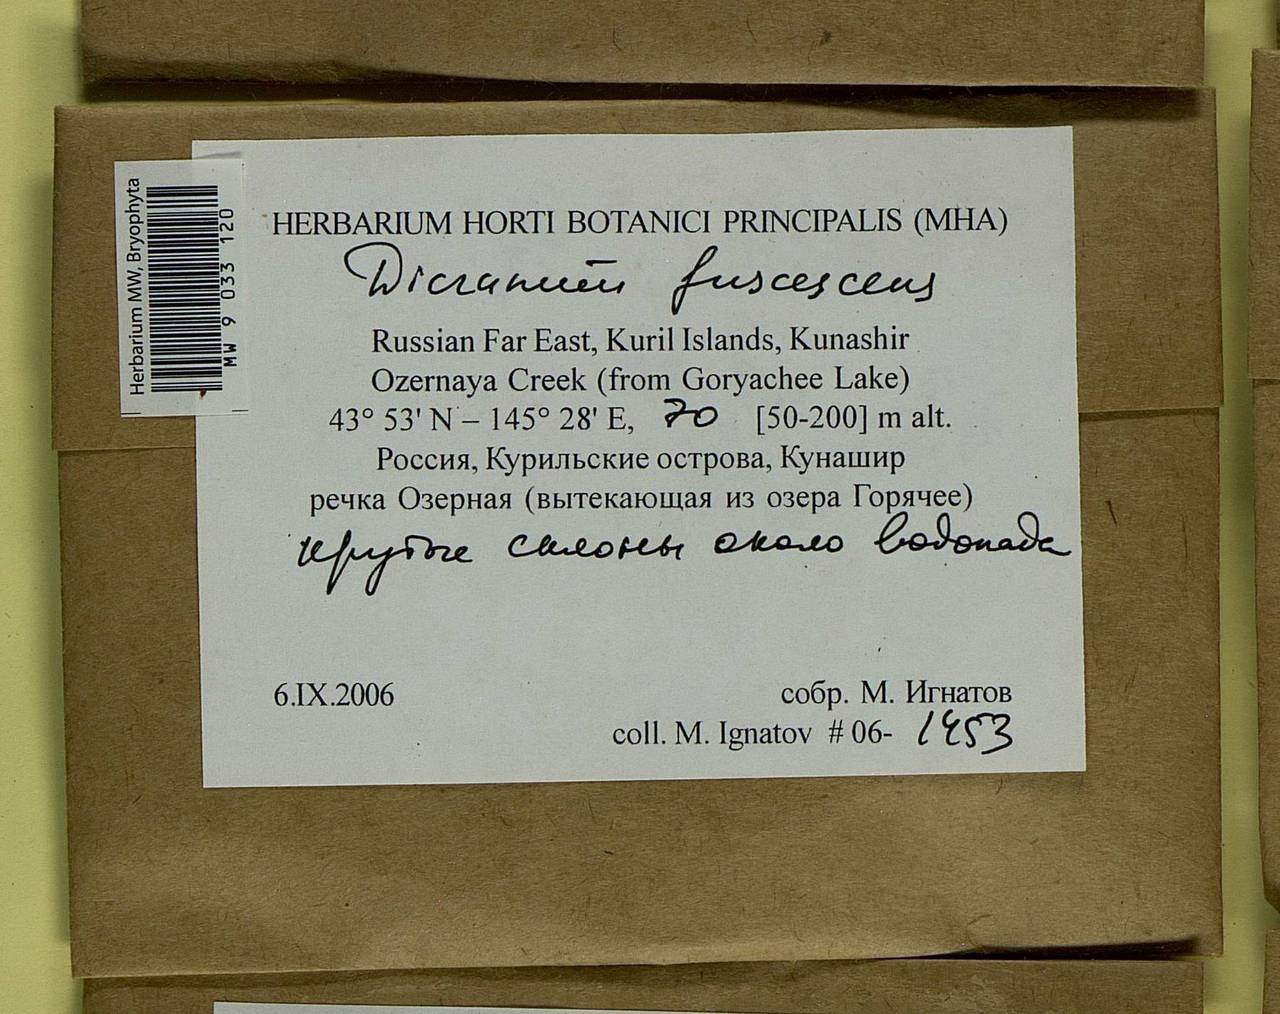 Herbarium MW, Bryophyta
MW 9 033 120
HERBARIUM HORTI BOTANICI PRINCIPALIS (MHA)
Dicranum fuscescens
Russian Far East, Kuril Islands, Kunashir
Ozernaya Creek (from Goryachee Lake)
43° 53' N – 145° 28' E, 70 [50-200] m alt.
Россия, Курильские острова, Кунашир
речка Озерная (вытекающая из озера Горячее)
крутые склоны около водопада
6.IX.2006
собр. М. Игнатов
coll. M. Ignatov # 06- 1453